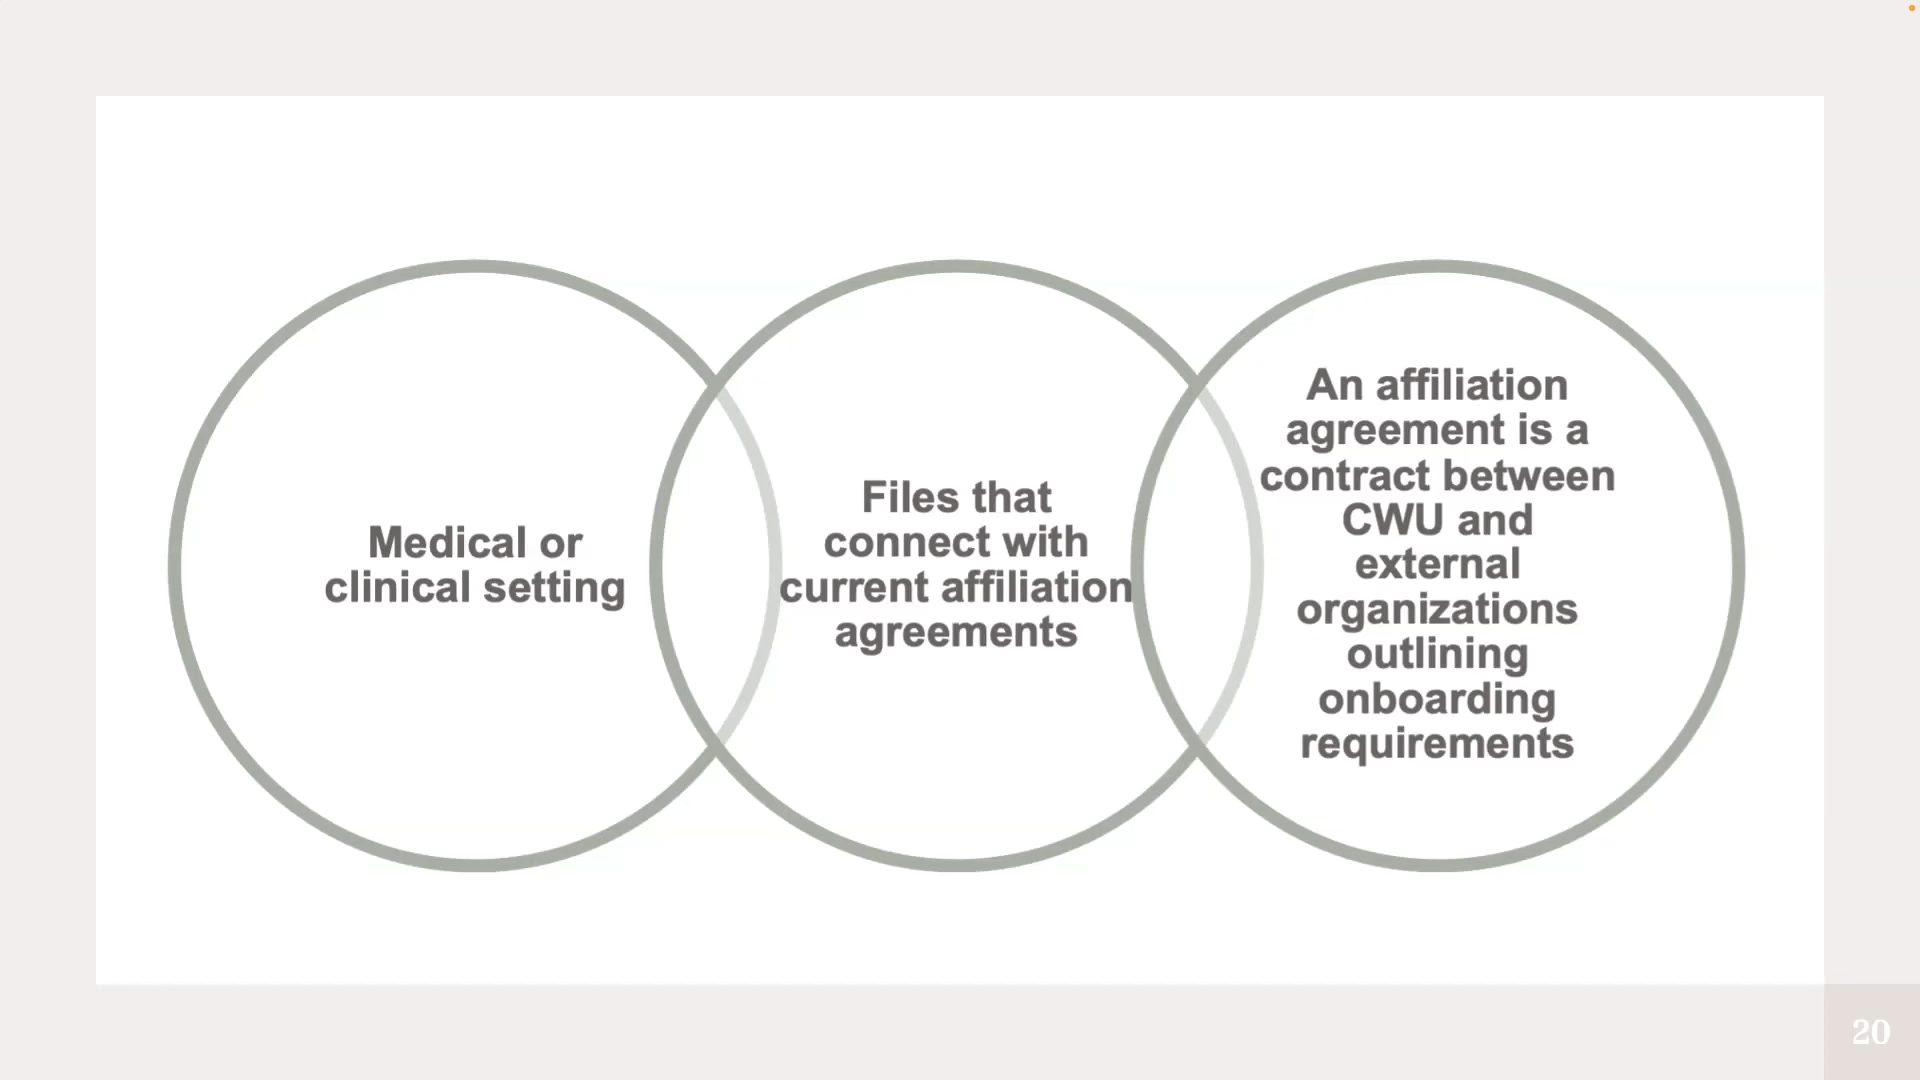 Medical or
clinical setting
Files that
connect with
current affiliation
agreements
An affiliation
agreement is a
contract between
CWU and
external
organizations
outlining
onboarding
requirements
20